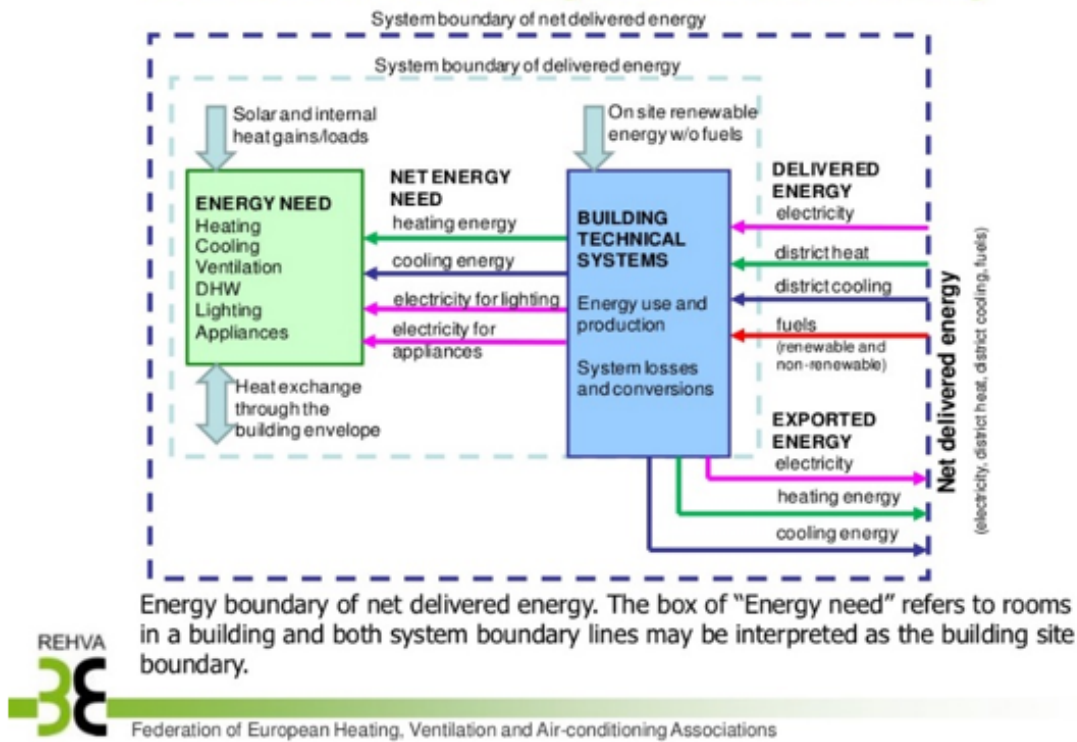 System boundary of net delivered energy
System boundary of delivered energy
Solar and internal
heat gains/loads
On site renewable
energy w/o fuels
ENERGY NEED
Heating
Cooling
Ventilation
DHW
Lighting
Appliances
NET ENERGY
NEED
heating energy
cooling energy
electricity for lighting
electricity for
appliances
BUILDING
TECHNICAL
SYSTEMS
Energy use and
production
System losses
and conversions
DELIVERED
ENERGY
electricity
district heat
district cooling
fuels
(renewable and
non-renewable)
Heat exchange
through the
building envelope
EXPORTED
ENERGY
electricity
heating energy
cooling energy
Net delivered energy
(electricity, district heat, district cooling, fuels)
Energy boundary of net delivered energy. The box of “Energy need” refers to rooms
in a building and both system boundary lines may be interpreted as the building site
boundary.
REHVA
Federation of European Heating, Ventilation and Air-conditioning Associations